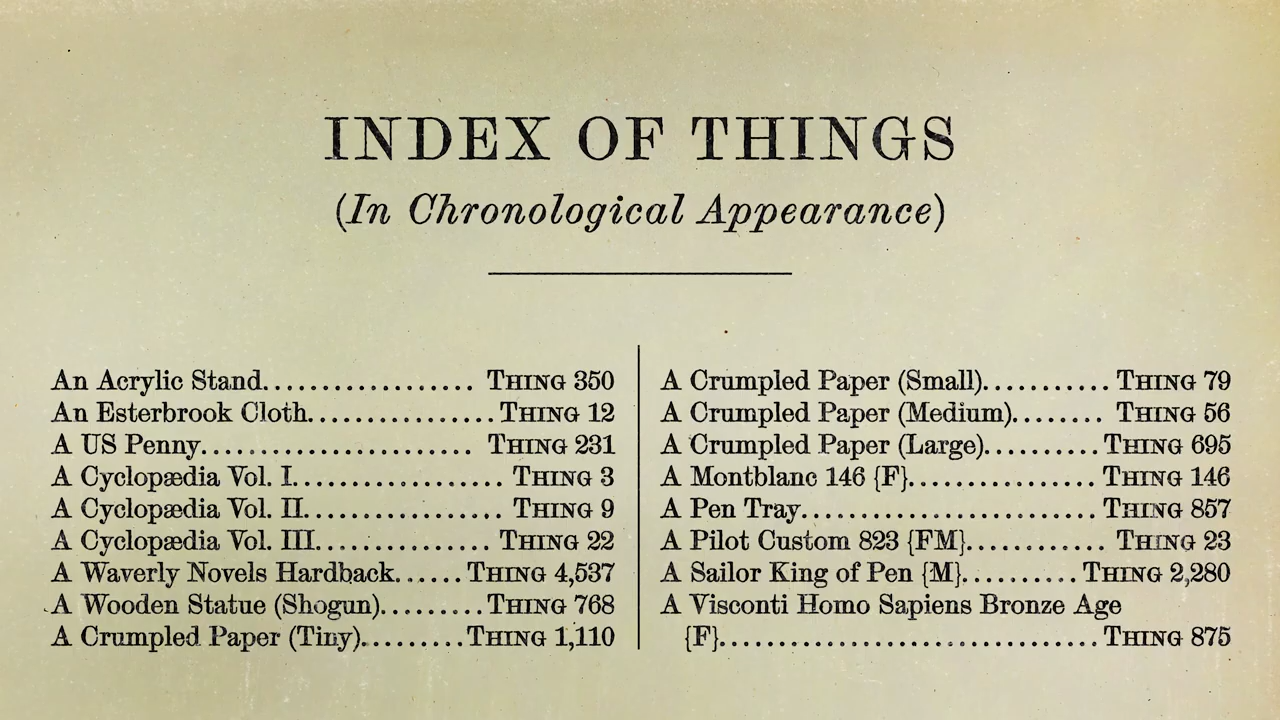 INDEX OF THINGS
(In Chronological Appearance)
An Acrylic Stand.................. THING 350
An Esterbrook Cloth................THING 12
A US Penny...................... THING 231
A Cyclopædia Vol. I.................. THING 3
A Cyclopædia Vol. II................. THING 9
A Cyclopædia Vol. III............... THING 22
A Waverly Novels Hardback......THING 4,537
A Wooden Statue (Shogun).........THING 768
A Crumpled Paper (Tiny).........THING 1,110
A Crumpled Paper (Small)........... THING 79
A Crumpled Paper (Medium)........ THING 56
A Crumpled Paper (Large)..........THING 695
A Montblanc 146 {F}................ THING 146
A Pen Tray........................... THING 857
A Pilot Custom 823 {FM}............ THING 23
A Sailor King of Pen {M}..........THING 2,280
A Visconti Homo Sapiens Bronze Age
{F}....................................THING 875